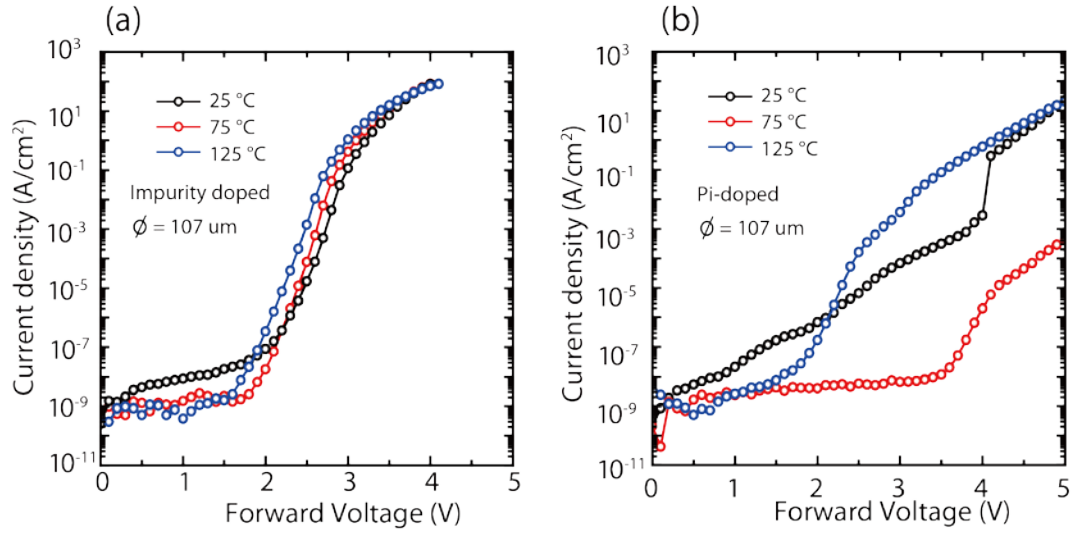 (a)
10³
10¹
10⁻¹
10⁻³
10⁻⁵
10⁻⁷
10⁻⁹
10⁻¹¹
Current density (A/cm²)
25 °C
75 °C
125 °C
Impurity doped
ϕ = 107 um
0 1 2 3 4 5
Forward Voltage (V)
(b)
10³
10¹
10⁻¹
10⁻³
10⁻⁵
10⁻⁷
10⁻⁹
10⁻¹¹
Current density (A/cm²)
25 °C
75 °C
125 °C
Pi-doped
ϕ = 107 um
0 1 2 3 4 5
Forward Voltage (V)